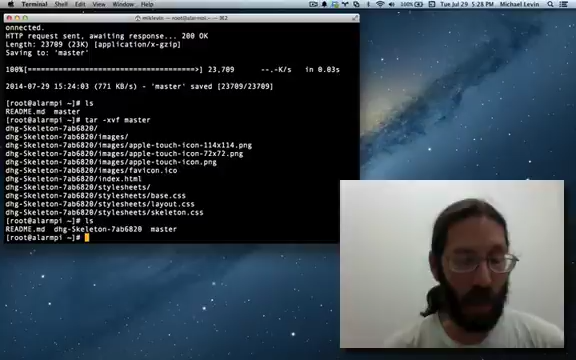 Terminal Shell Edit View Window Help
Tue Jul 29 5:28 PM Michael Levin
milklevin — root@alarmpi:~ — ⌘2
onnected.
HTTP request sent, awaiting response... 200 OK
Length: 23709 (23K) [application/x-gzip]
Saving to: 'master'
100%[======================================>] 23,709 --.-K/s in 0.03s
2014-07-29 15:24:03 (771 KB/s) - 'master' saved [23709/23709]
[root@alarmpi ~]# ls
README.md master
[root@alarmpi ~]# tar -xvf master
dhg-Skeleton-7ab6820/
dhg-Skeleton-7ab6820/images/
dhg-Skeleton-7ab6820/images/apple-touch-icon-114x114.png
dhg-Skeleton-7ab6820/images/apple-touch-icon-72x72.png
dhg-Skeleton-7ab6820/images/apple-touch-icon.png
dhg-Skeleton-7ab6820/images/favicon.ico
dhg-Skeleton-7ab6820/index.html
dhg-Skeleton-7ab6820/stylesheets/
dhg-Skeleton-7ab6820/stylesheets/base.css
dhg-Skeleton-7ab6820/stylesheets/layout.css
dhg-Skeleton-7ab6820/stylesheets/skeleton.css
[root@alarmpi ~]# ls
README.md dhg-Skeleton-7ab6820 master
[root@alarmpi ~]#